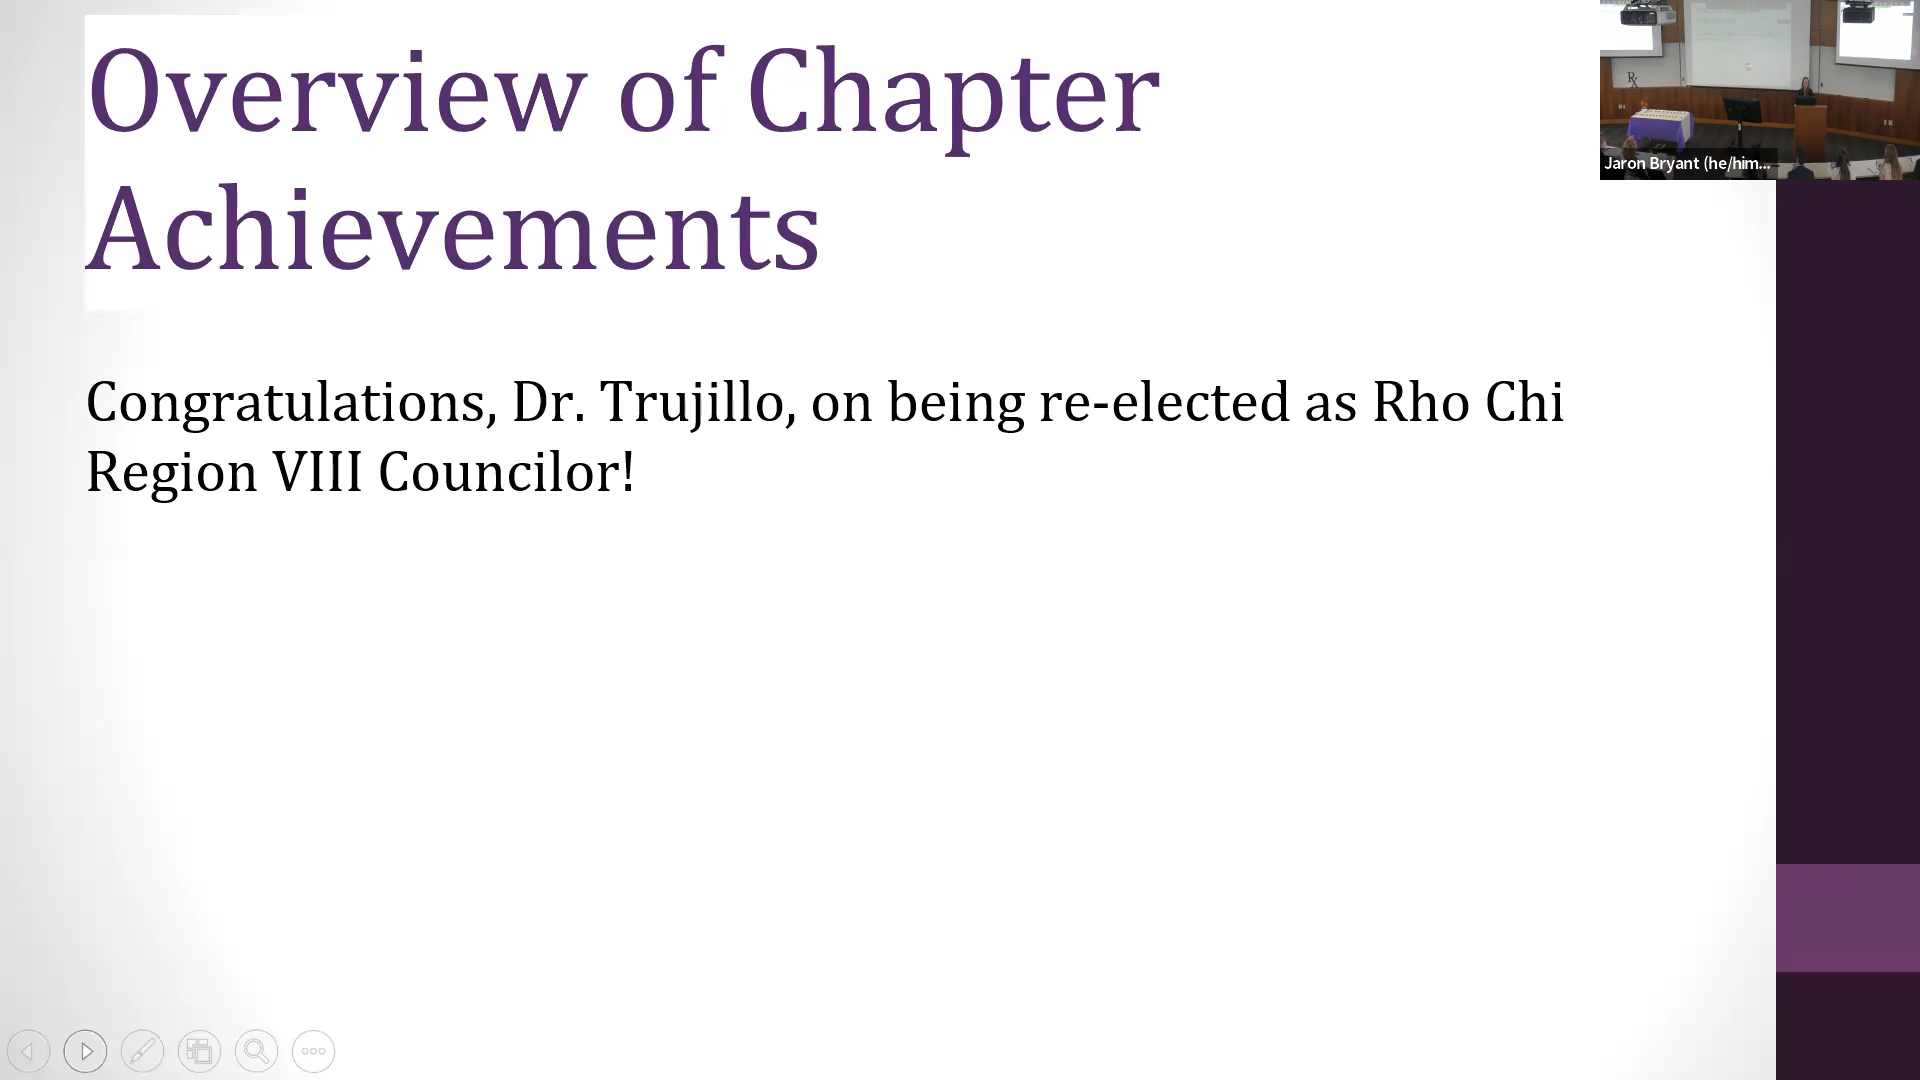 Overview of Chapter
Achievements
Congratulations, Dr. Trujillo, on being re-elected as Rho Chi
Region VIII Councilor!
Jaron Bryant (he/him...